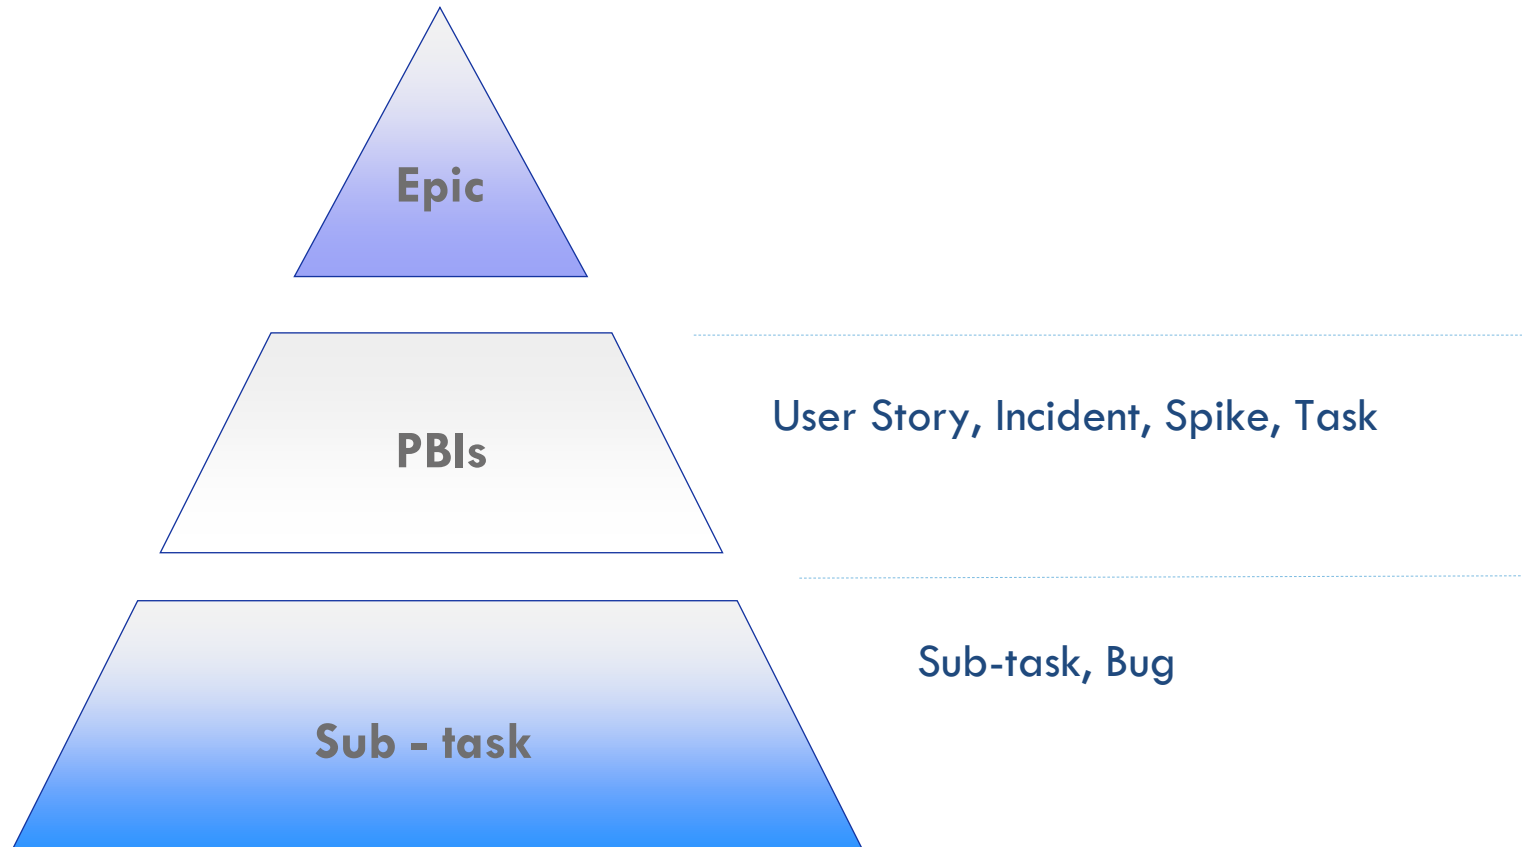 Epic
PBIs
User Story, Incident, Spike, Task
Sub - task
Sub-task, Bug